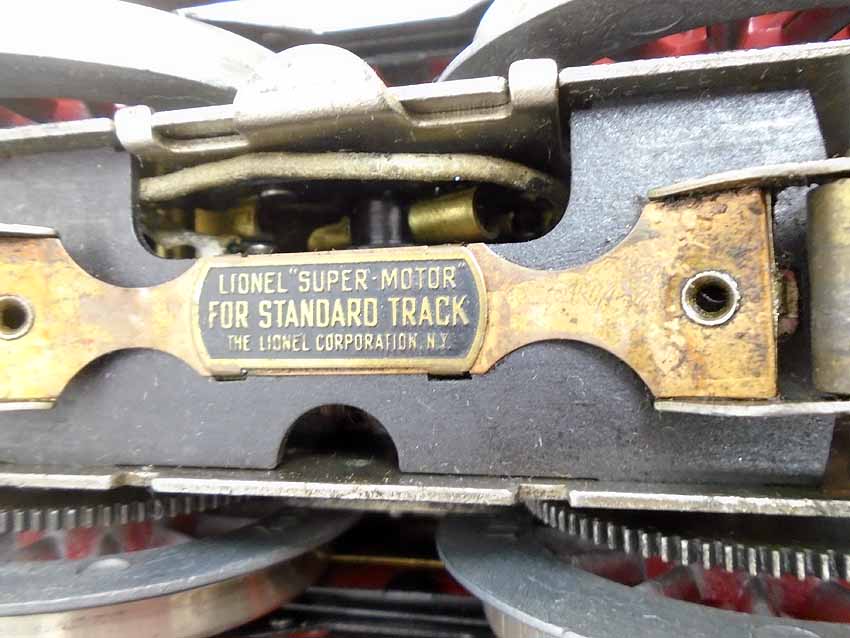 LIONEL "SUPER-MOTOR"
FOR STANDARD TRACK
THE LIONEL CORPORATION, N.Y.